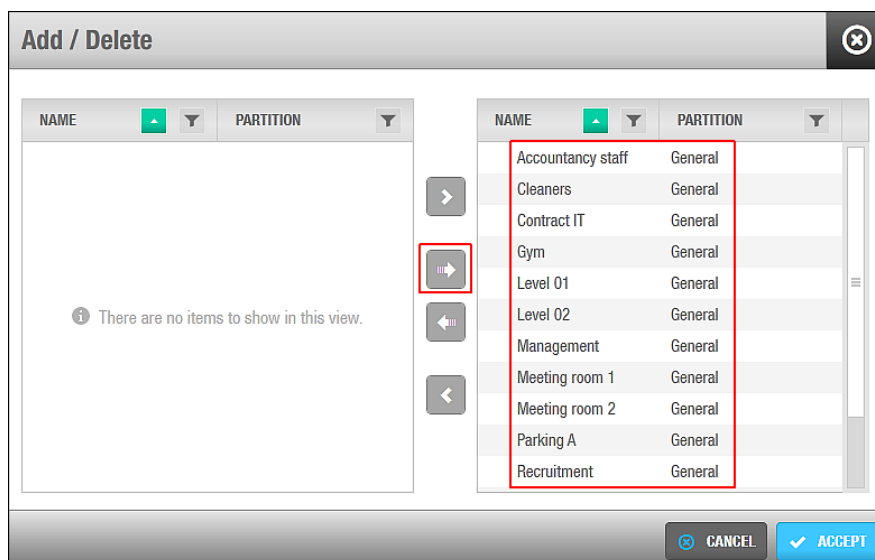 Add / Delete
NAME PARTITION
There are no items to show in this view.
NAME PARTITION
Accountancy staff General
Cleaners General
Contract IT General
Gym General
Level 01 General
Level 02 General
Management General
Meeting room 1 General
Meeting room 2 General
Parking A General
Recruitment General
CANCEL ACCEPT